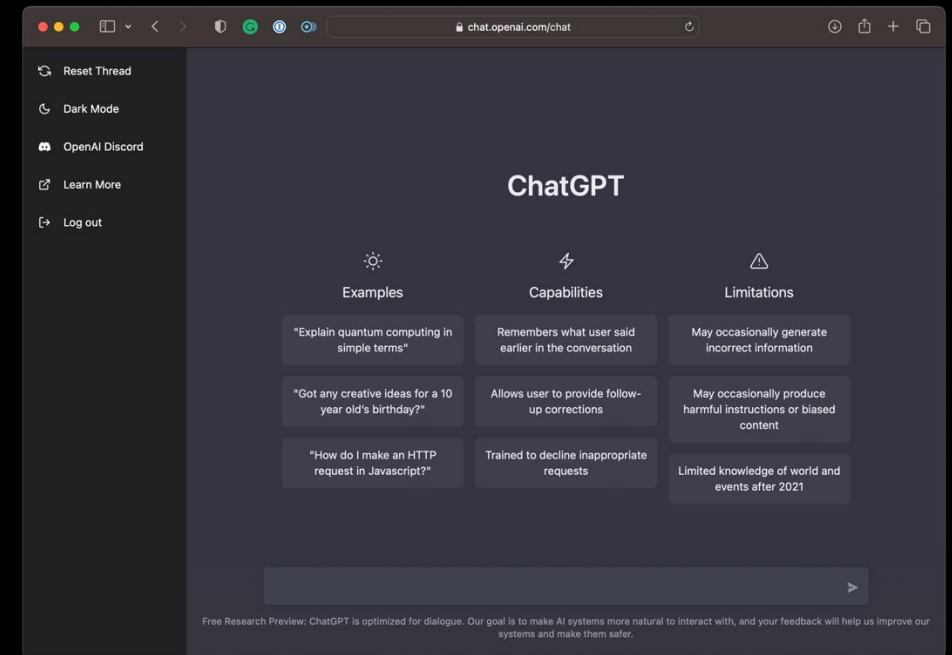 chat.openai.com/chat
Reset Thread
Dark Mode
OpenAI Discord
Learn More
Log out
ChatGPT
Examples
"Explain quantum computing in
simple terms"
"Got any creative ideas for a 10
year old's birthday?"
"How do I make an HTTP
request in Javascript?"
Capabilities
Remembers what user said
earlier in the conversation
Allows user to provide follow-
up corrections
Trained to decline inappropriate
requests
Limitations
May occasionally generate
incorrect information
May occasionally produce
harmful instructions or biased
content
Limited knowledge of world and
events after 2021
Free Research Preview: ChatGPT is optimized for dialogue. Our goal is to make AI systems more natural to interact with, and your feedback will help us improve our
systems and make them safer.